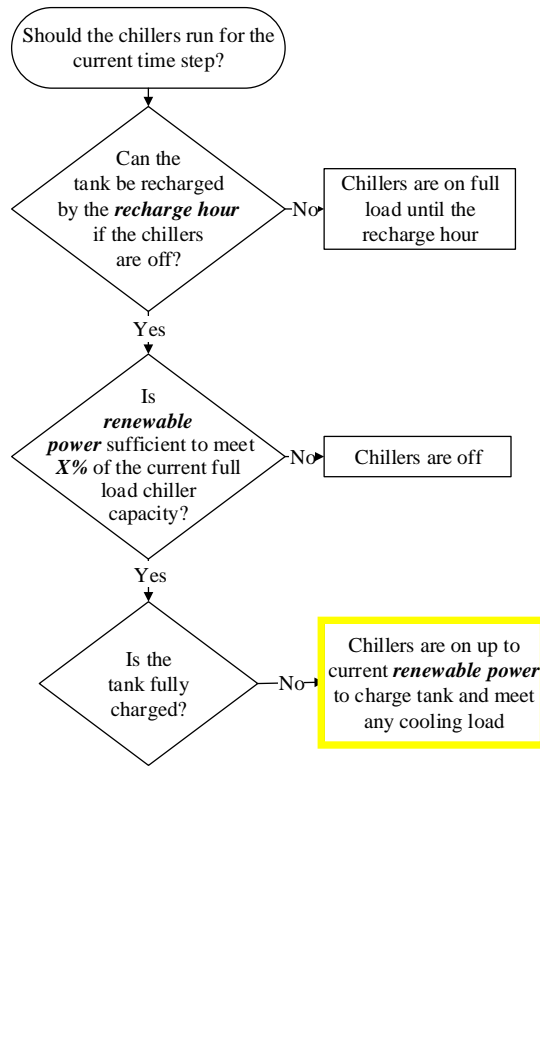 Should the chillers run for the
current time step?
Can the
tank be recharged
by the recharge hour
if the chillers
are off?
No
Chillers are on full
load until the
recharge hour
Yes
Is
renewable
power sufficient to meet
X% of the current full
load chiller
capacity?
No
Chillers are off
Yes
Is the
tank fully
charged?
No
Chillers are on up to
current renewable power
to charge tank and meet
any cooling load